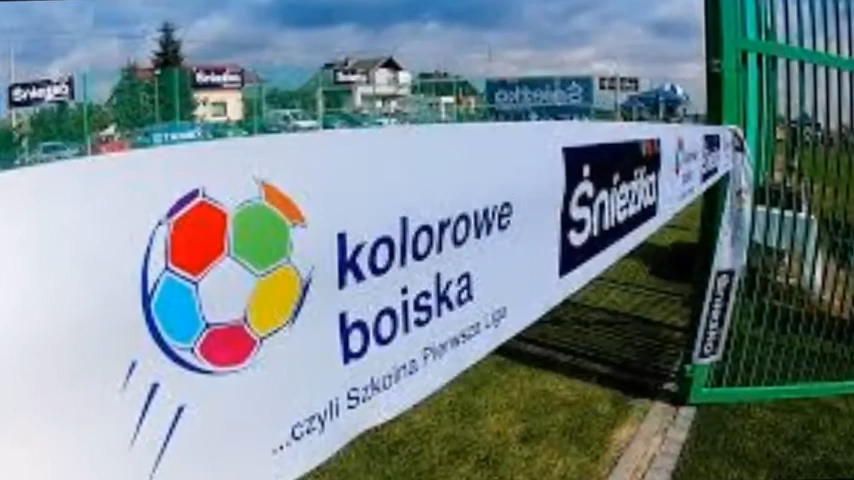 kolorowe
boiska
...czyli Szkolna Pierwsza Liga
Śnieżka
Śnieżka
Śnieżka
Śnieżka